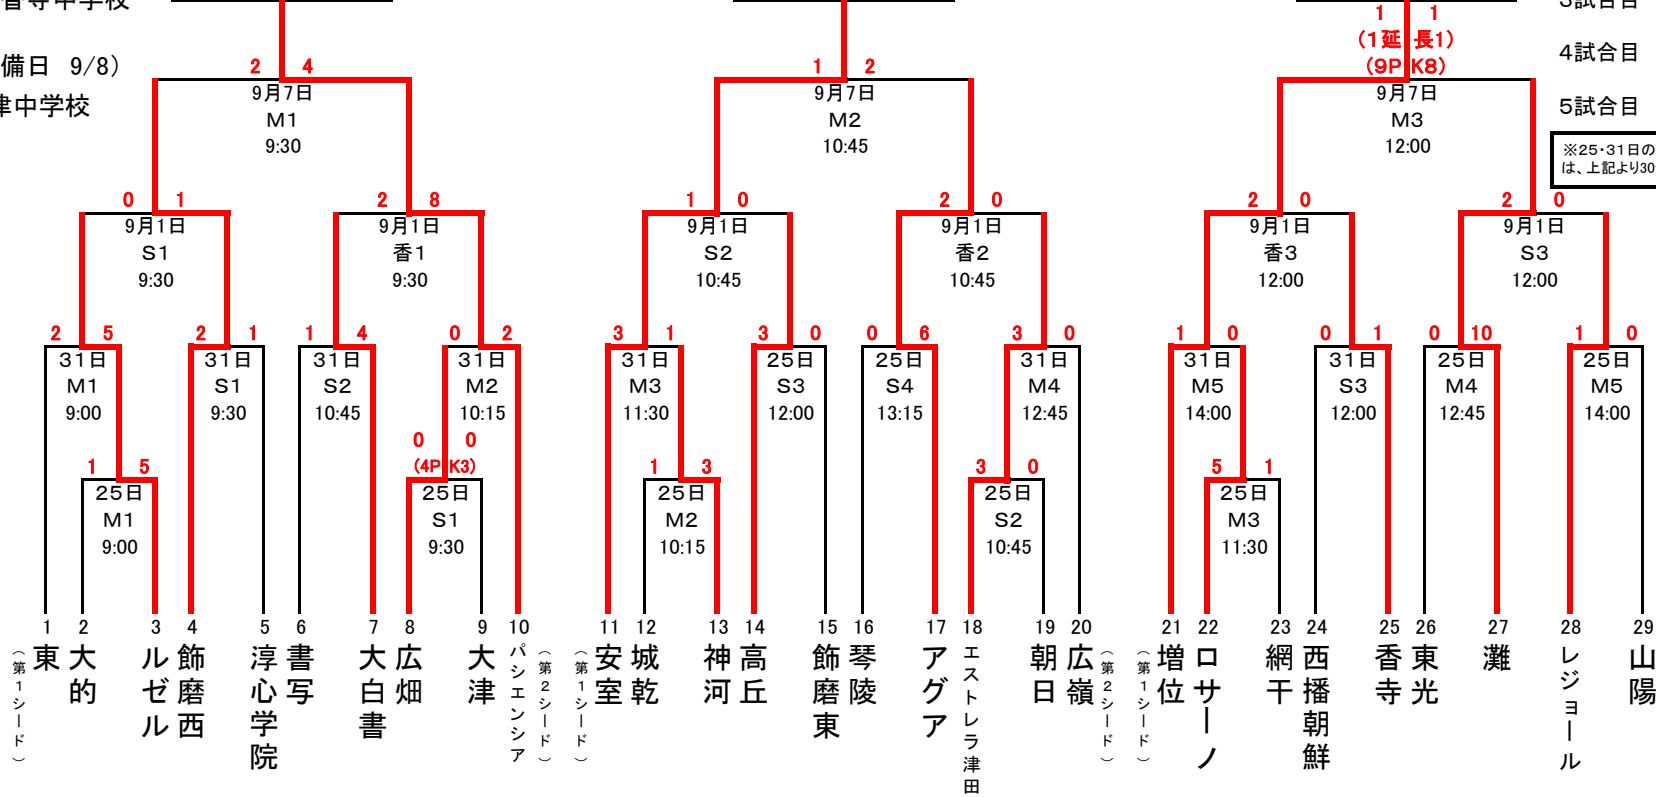 春寺中学校
3試合目
1 1
(1延長1)
備日 9/8)
2 4
1 2
(9PK8)
4試合目
津中学校
9月7日
9月7日
9月7日
5試合目
M1
M2
M3
9:30
10:45
12:00
※25・31日の
は、上記より30
0 1
2 8
1 0
2 0
2 0
2 0
9月1日
9月1日
9月1日
9月1日
9月1日
9月1日
S1
香1
S2
香2
香3
S3
9:30
9:30
10:45
10:45
12:00
12:00
2 5
2 1
1 4
0 2
3 1
3 0
0 6
3 0
1 0
0 1
0 10
1 0
31日
31日
31日
31日
31日
25日
25日
31日
31日
31日
25日
25日
M1
S1
S2
M2
M3
S3
S4
M4
M5
S3
M4
M5
9:00
9:30
10:45
10:15
11:30
12:00
13:15
12:45
14:00
12:00
12:45
14:00
0 0
(4PK3)
1 5
1 3
3 0
5 1
25日
25日
25日
25日
25日
M1
S1
M2
S2
M3
9:00
9:30
10:15
10:45
11:30
1
東
(第1シード)
2
大的
3
ルゼル
4
飾磨西
5
淳心学院
6
書写
7
大白書
8
広畑
9
大津
10
パシエンシア
(第2シード)
11
安室
(第1シード)
12
城乾
13
神河
14
高丘
15
飾磨東
16
琴陵
17
アグア
18
エストレラ津田
19
朝日
20
広嶺
(第2シード)
21
増位
(第1シード)
22
ロサーノ
23
網干
24
西播朝鮮
25
香寺
26
東光
27
灘
28
レジョール
29
山陽